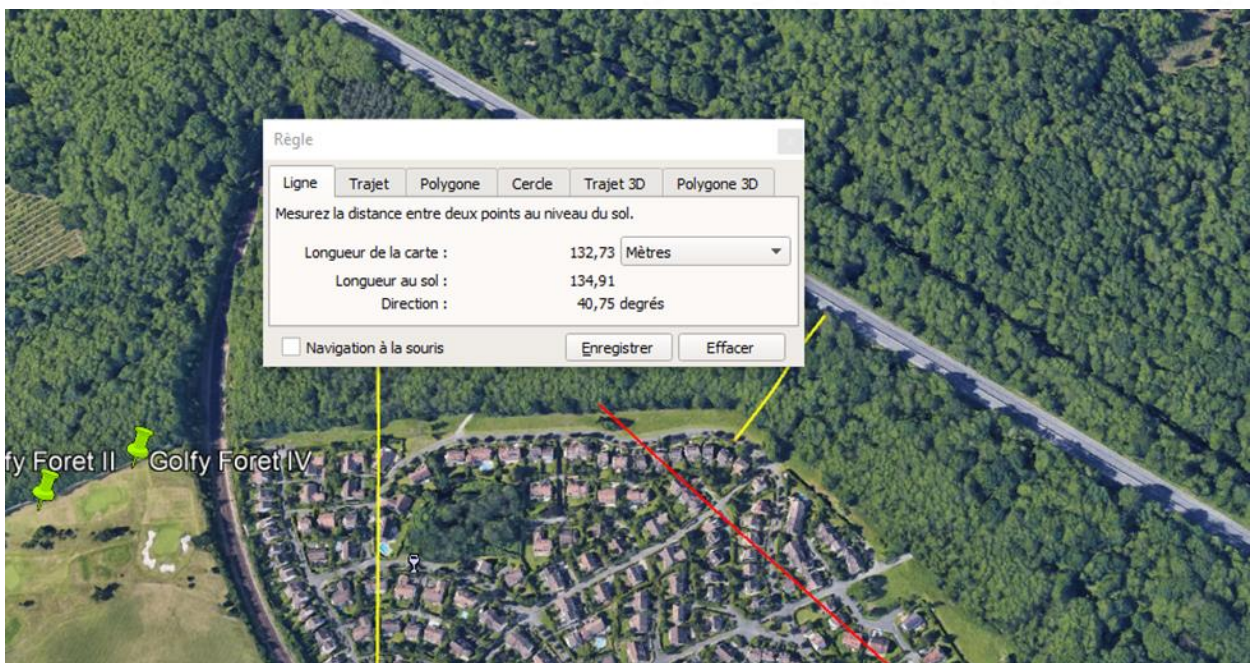 Règle
Ligne Trajet Polygone Cercle Trajet 3D Polygone 3D
Mesurez la distance entre deux points au niveau du sol.
Longueur de la carte : 132,73 Mètres
Longueur au sol : 134,91
Direction : 40,75 degrés
Navigation à la souris Enregistrer Effacer
fy Foret II Golfy Foret IV